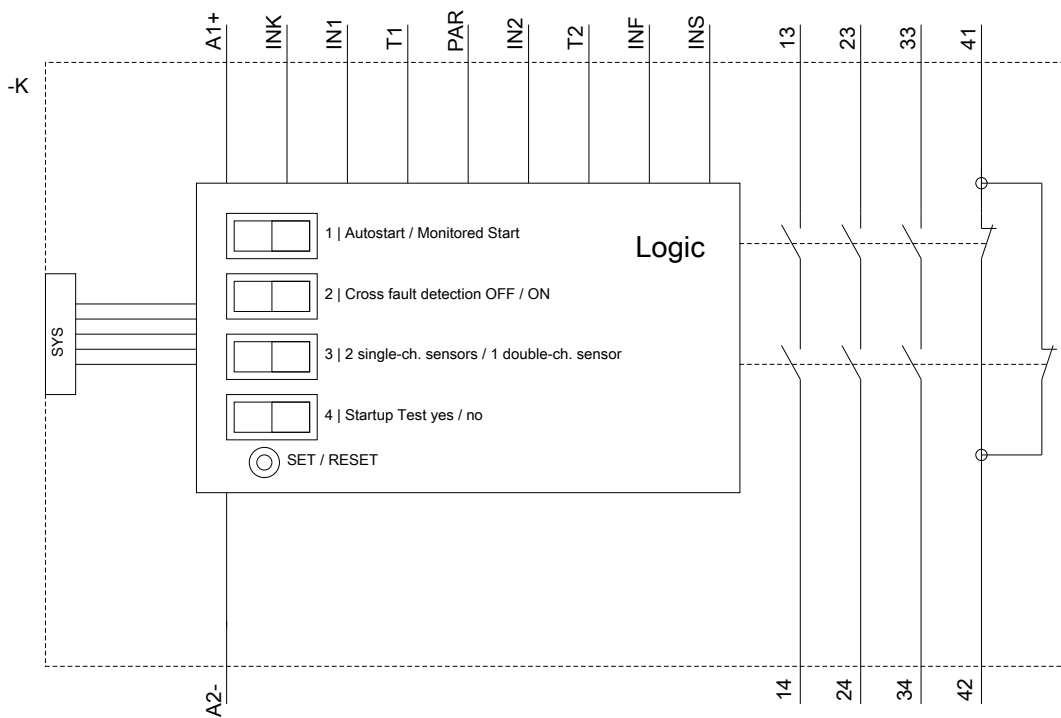 A1+
INK
IN1
T1
PAR
IN2
T2
INF
INS
13
23
33
41
-K
1 | Autostart / Monitored Start
Logic
2 | Cross fault detection OFF / ON
SYS
3 | 2 single-ch. sensors / 1 double-ch. sensor
4 | Startup Test yes / no
SET / RESET
A2-
14
24
34
42